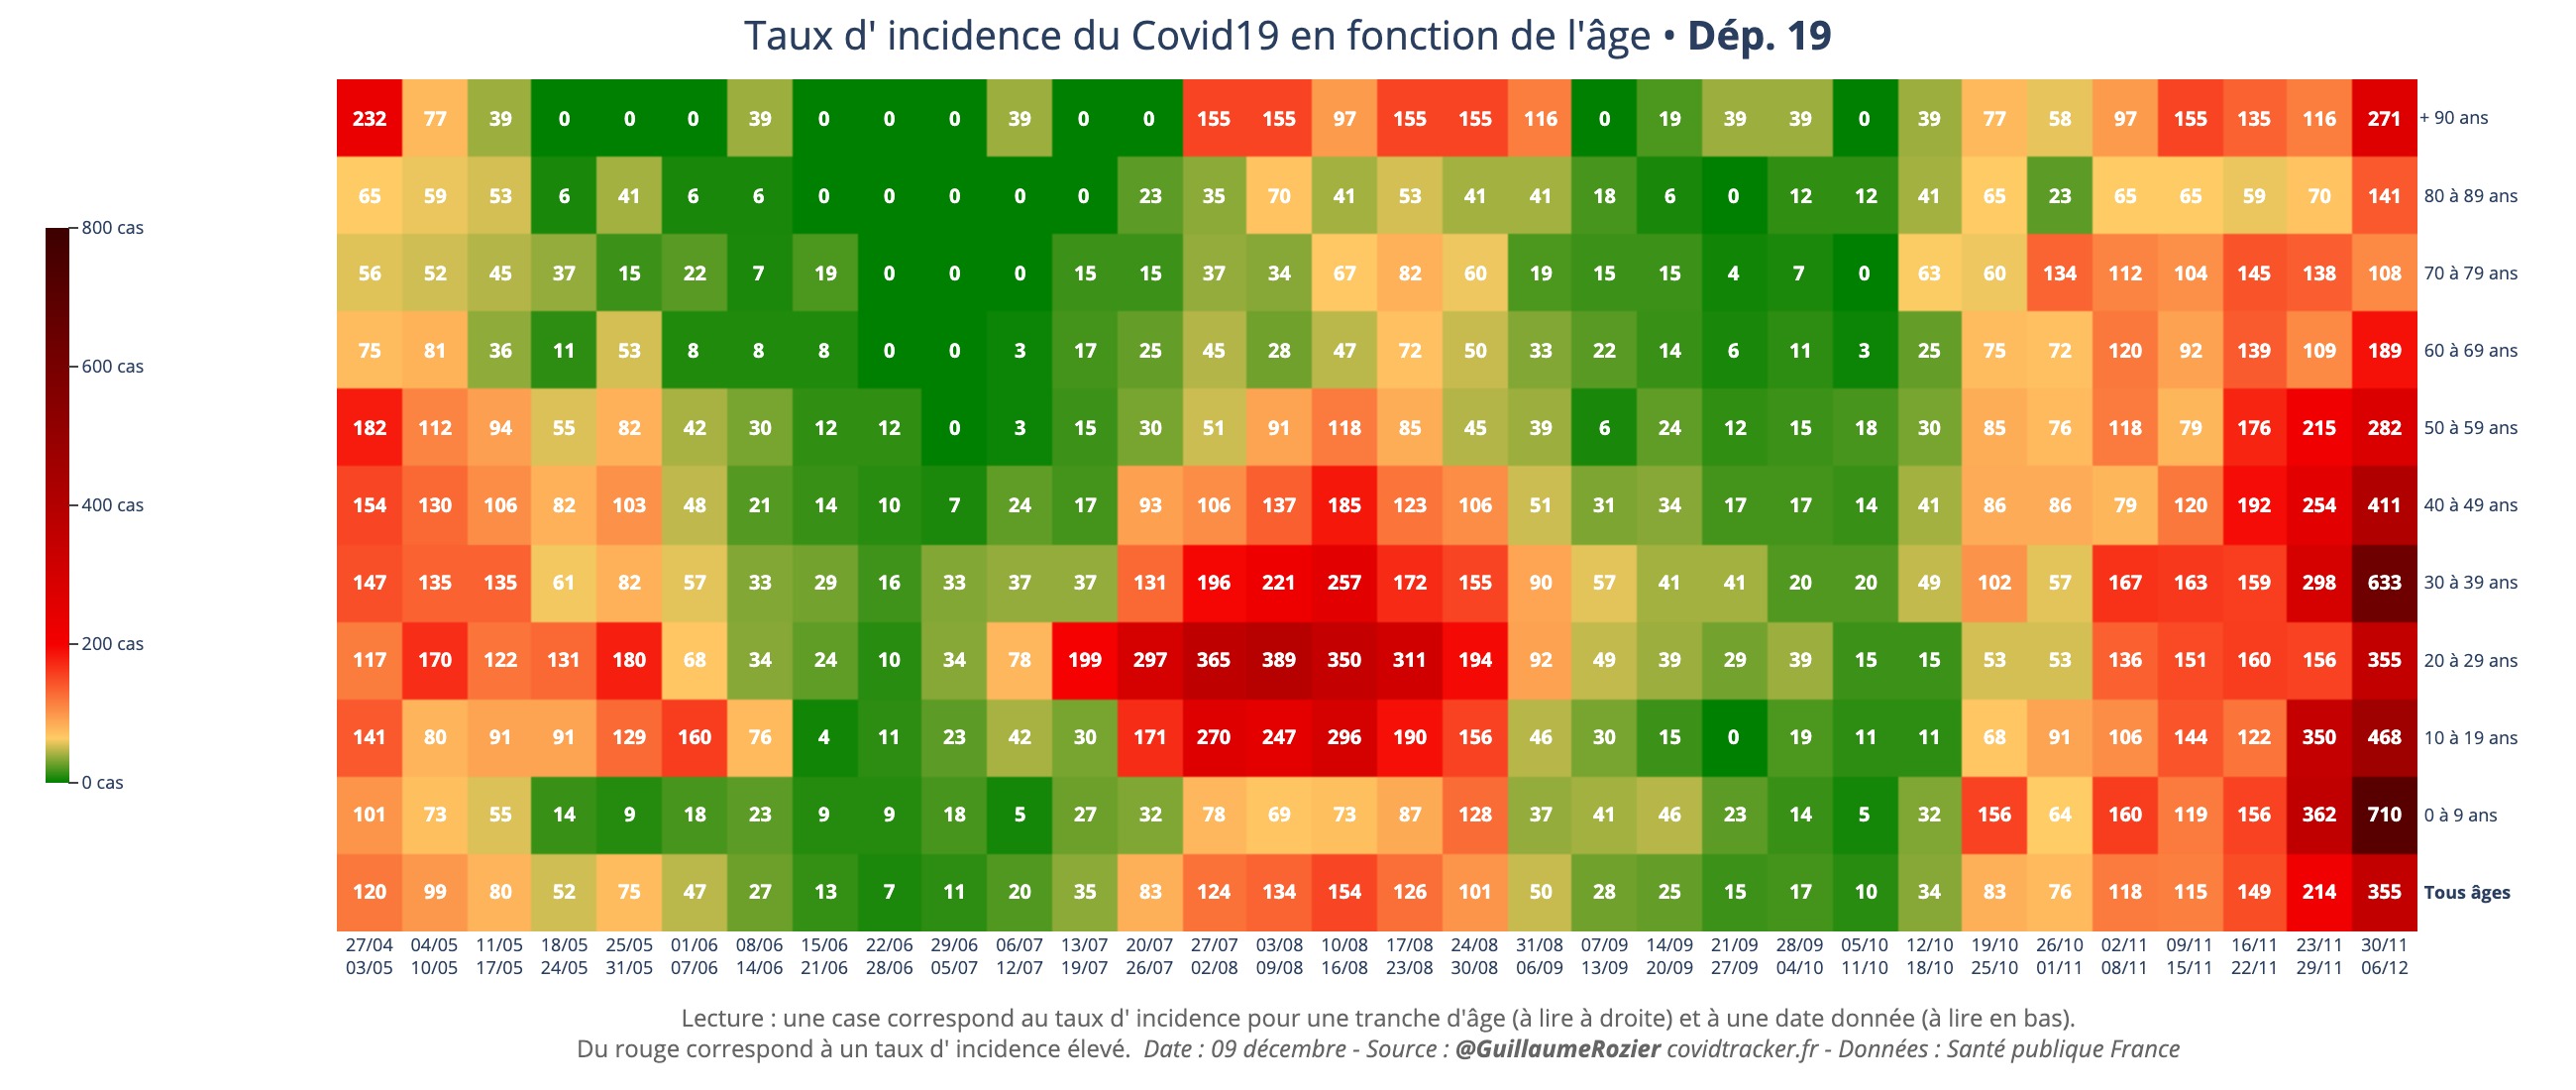 Taux d' incidence du Covid19 en fonction de l'âge • Dép. 19
232 77 39 0 0 0 39 0 0 0 39 0 0 155 155 97 155 155 116 0 19 39 39 0 39 77 58 97 155 135 116 271 + 90 ans
65 59 53 6 41 6 6 0 0 0 0 0 23 35 70 41 53 41 41 18 6 0 12 12 41 65 23 65 65 59 70 141 80 à 89 ans
800 cas
56 52 45 37 15 22 7 19 0 0 0 15 15 37 34 67 82 60 19 15 15 4 7 0 63 60 134 112 104 145 138 108 70 à 79 ans
75 81 36 11 53 8 8 8 0 0 3 17 25 45 28 47 72 50 33 22 14 6 11 3 25 75 72 120 92 139 109 189 60 à 69 ans
600 cas
182 112 94 55 82 42 30 12 12 0 3 15 30 51 91 118 85 45 39 6 24 12 15 18 30 85 76 118 79 176 215 282 50 à 59 ans
400 cas
154 130 106 82 103 48 21 14 10 7 24 17 93 106 137 185 123 106 51 31 34 17 17 14 41 86 86 79 120 192 254 411 40 à 49 ans
147 135 135 61 82 57 33 29 16 33 37 37 131 196 221 257 172 155 90 57 41 41 20 20 49 102 57 167 163 159 298 633 30 à 39 ans
200 cas
117 170 122 131 180 68 34 24 10 34 78 199 297 365 389 350 311 194 92 49 39 29 39 15 15 53 53 136 151 160 156 355 20 à 29 ans
141 80 91 91 129 160 76 4 11 23 42 30 171 270 247 296 190 156 46 30 15 0 19 11 11 68 91 106 144 122 350 468 10 à 19 ans
0 cas
101 73 55 14 9 18 23 9 9 18 5 27 32 78 69 73 87 128 37 41 46 23 14 5 32 156 64 160 119 156 362 710 0 à 9 ans
120 99 80 52 75 47 27 13 7 11 20 35 83 124 134 154 126 101 50 28 25 15 17 10 34 83 76 118 115 149 214 355 Tous âges
27/04 04/05 11/05 18/05 25/05 01/06 08/06 15/06 22/06 29/06 06/07 13/07 20/07 27/07 03/08 10/08 17/08 24/08 31/08 07/09 14/09 21/09 28/09 05/10 12/10 19/10 26/10 02/11 09/11 16/11 23/11 30/11
03/05 10/05 17/05 24/05 31/05 07/06 14/06 21/06 28/06 05/07 12/07 19/07 26/07 02/08 09/08 16/08 23/08 30/08 06/09 13/09 20/09 27/09 04/10 11/10 18/10 25/10 01/11 08/11 15/11 22/11 29/11 06/12
Lecture : une case correspond au taux d' incidence pour une tranche d'âge (à lire à droite) et à une date donnée (à lire en bas).
Du rouge correspond à un taux d' incidence élevé. Date : 09 décembre - Source : @GuillaumeRozier covidtracker.fr - Données : Santé publique France